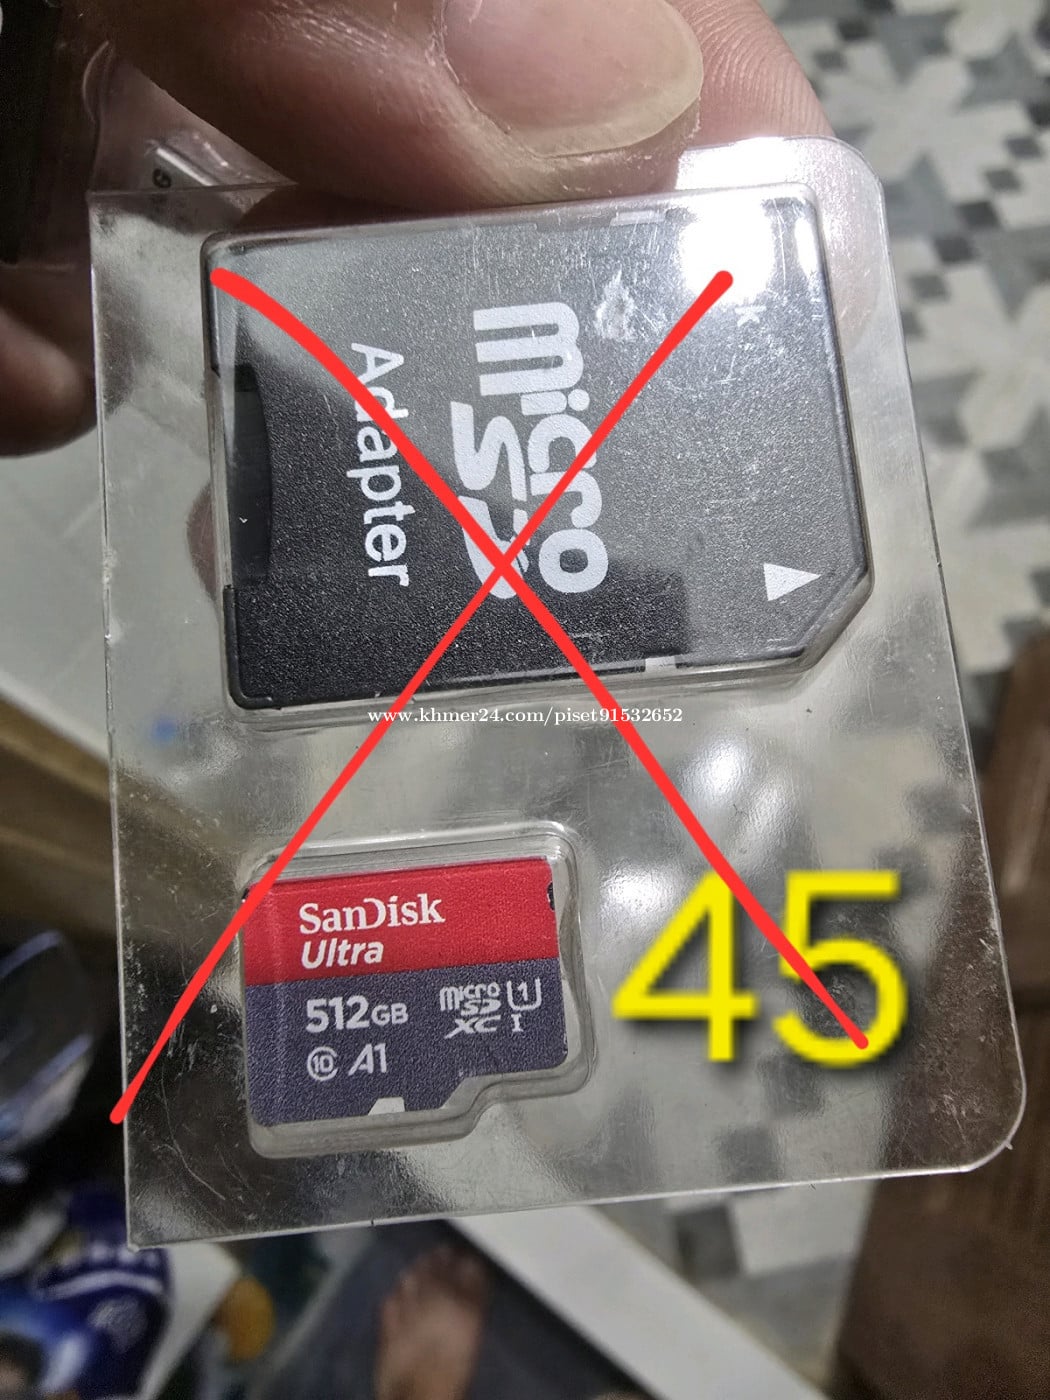 micro
SD
Adapter
www.khmer24.com/piset91532652
SanDisk
Ultra
512GB
micro
SD
XC
U1
I
10
A1
45